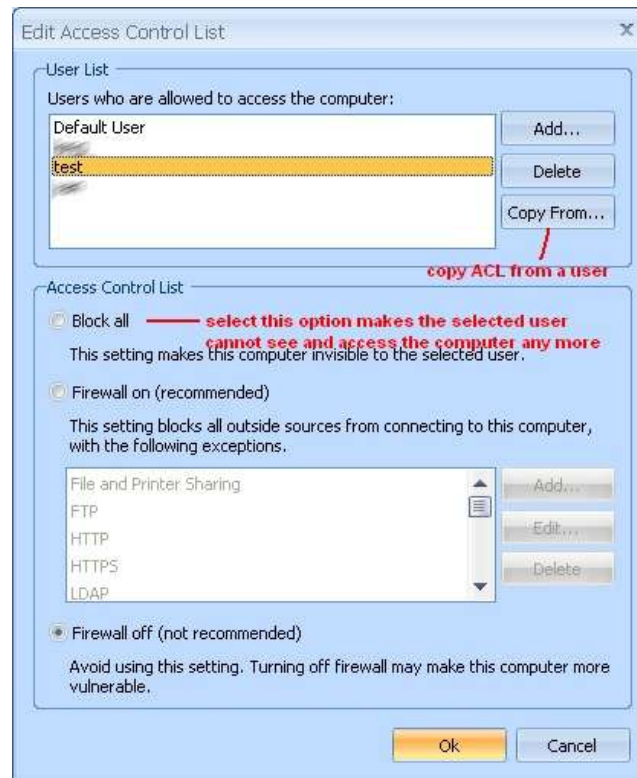 Edit Access Control List
User List
Users who are allowed to access the computer:
Default User
test
Add...
Delete
Copy From...
copy ACL from a user
Access Control List
Block all
select this option makes the selected user
cannot see and access the computer any more
This setting makes this computer invisible to the selected user.
Firewall on (recommended)
This setting blocks all outside sources from connecting to this computer,
with the following exceptions.
File and Printer Sharing
FTP
HTTP
HTTPS
LDAP
Add...
Edit...
Delete
Firewall off (not recommended)
Avoid using this setting. Turning off firewall may make this computer more
vulnerable.
Ok
Cancel